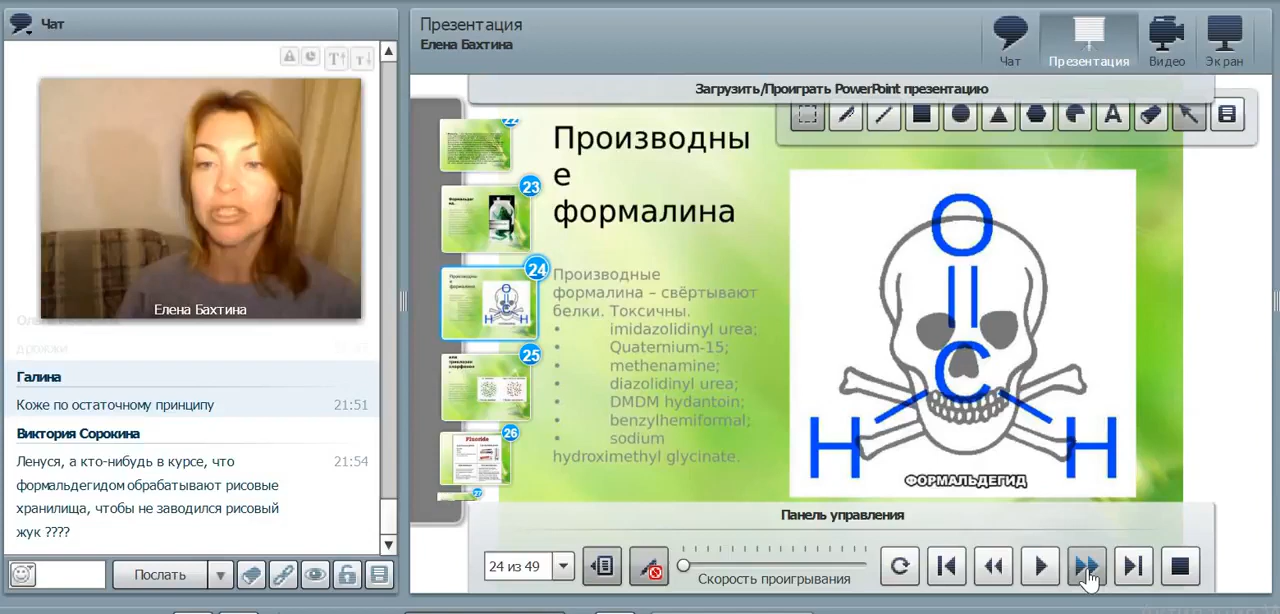 Чат
Елена Бахтина
дрожжи
Галина
Коже по остаточному принципу 21:51
Виктория Сорокина
Ленуся, а кто-нибудь в курсе, что 21:54
формальдегидом обрабатывают рисовые
хранилища, чтобы не заводился рисовый
жук ????
Послать
Презентация
Елена Бахтина
Чат
Презентация
Видео
Экран
Загрузить/Проиграть PowerPoint презентацию
22
23
24
25
26
Fluoride
27
Производны
е
формалина
Производные
формалина – свёртывают
белки. Токсичны.
• imidazolidinyl urea;
• Quaternium-15;
• methenamine;
• diazolidinyl urea;
• DMDM hydantoin;
• benzylhemiformal;
• sodium
hydroximethyl glycinate.
O
C
H H
ФОРМАЛЬДЕГИД
Панель управления
24 из 49
Скорость проигрывания